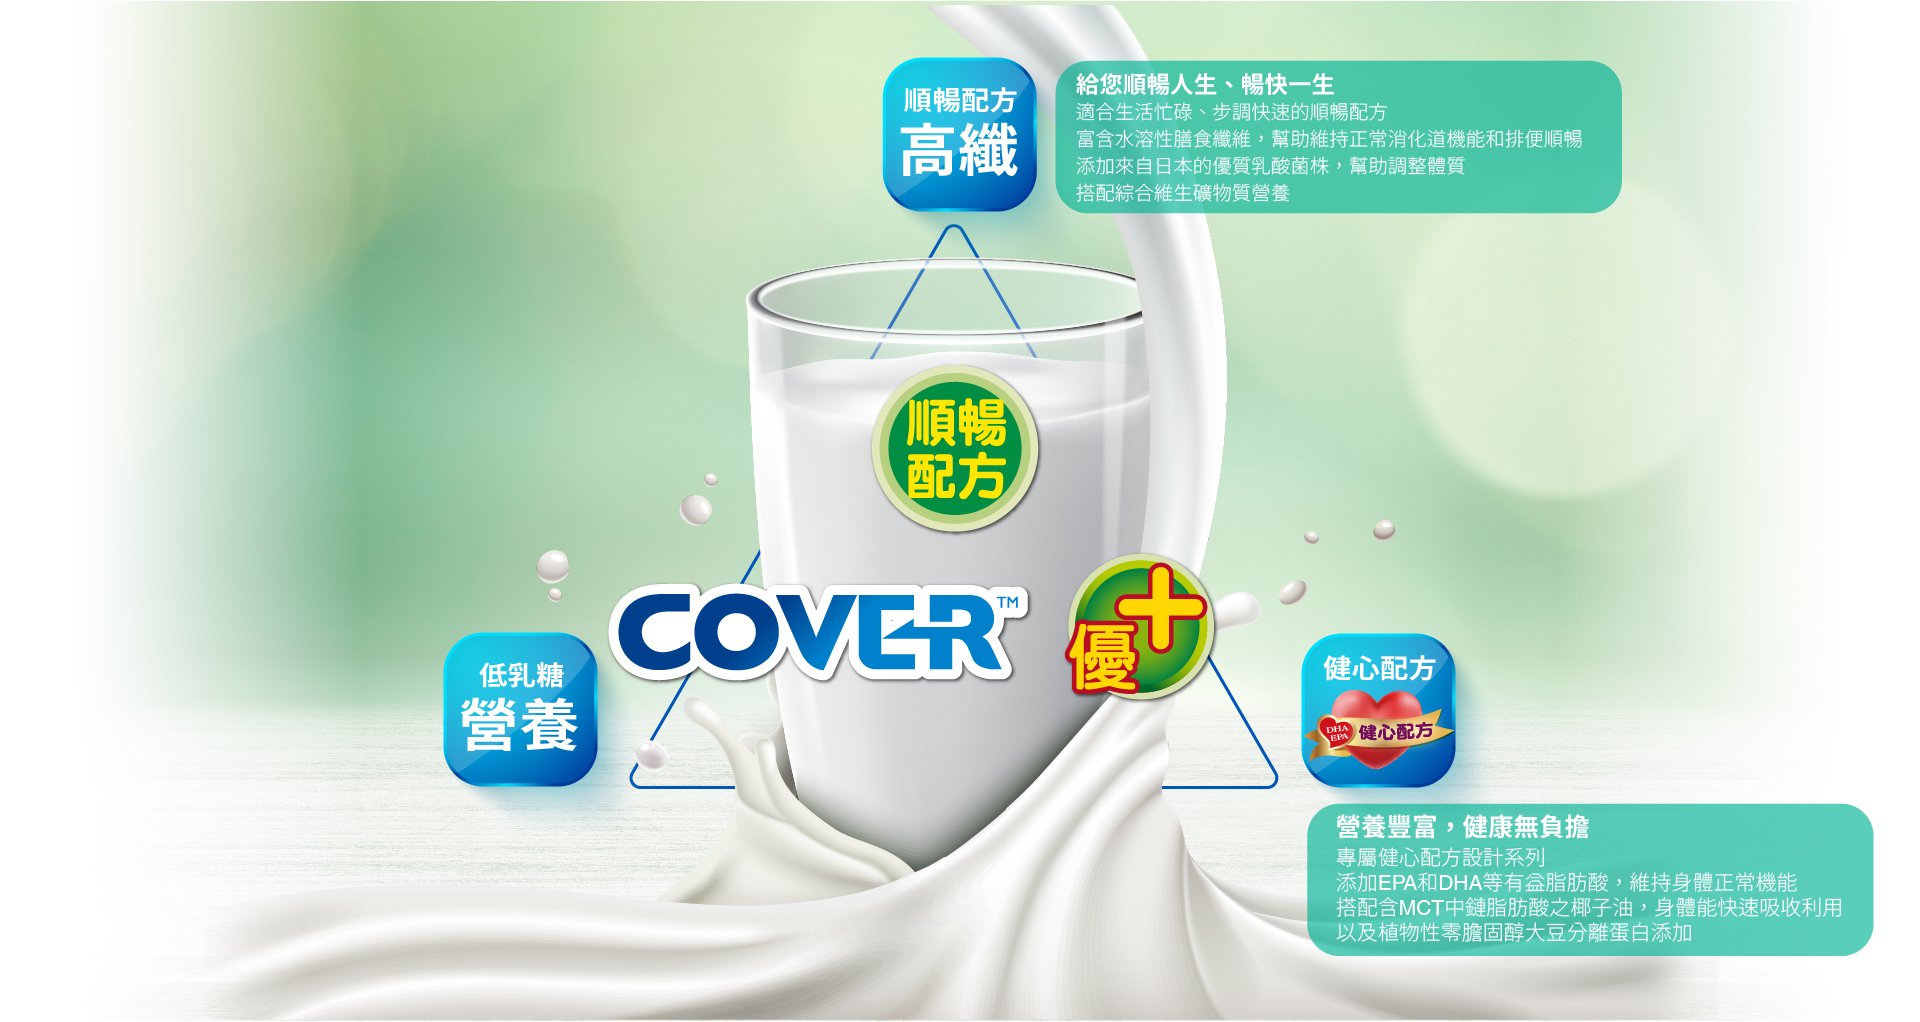 順暢配方
高纖
給您順暢人生、暢快一生
適合生活忙碌、步調快速的順暢配方
富含水溶性膳食纖維，幫助維持正常消化道機能和排便順暢
添加來自日本的優質乳酸菌株，幫助調整體質
搭配綜合維生礦物質營養
順暢
配方
COVER™
優+
低乳糖
營養
健心配方
DHA
EPA
健心配方
營養豐富，健康無負擔
專屬健心配方設計系列
添加EPA和DHA等有益脂肪酸，維持身體正常機能
搭配含MCT中鏈脂肪酸之椰子油，身體能快速吸收利用
以及植物性零膽固醇大豆分離蛋白添加